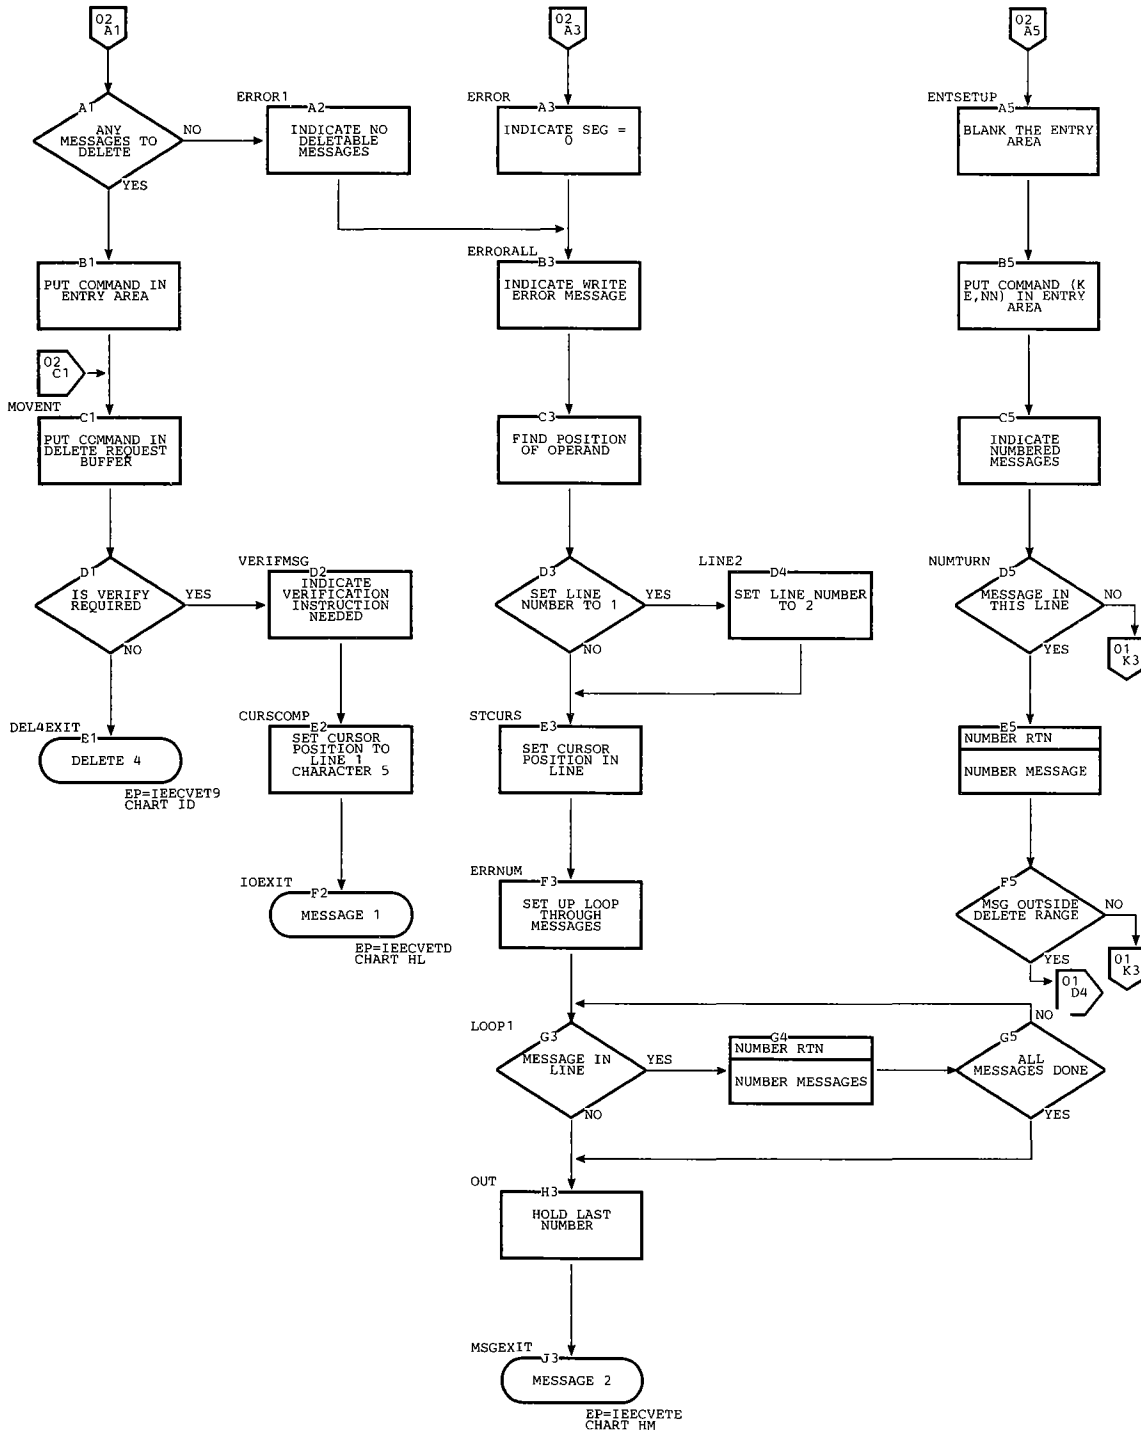 02
A1
02
A3
02
A5
A1
ANY
MESSAGES TO
DELETE
NO
YES
ERROR1
A2
INDICATE NO
DELETABLE
MESSAGES
ERROR
A3
INDICATE SEG =
0
ENTSETUP
A5
BLANK THE ENTRY
AREA
B1
PUT COMMAND IN
ENTRY AREA
ERRORALL
B3
INDICATE WRITE
ERROR MESSAGE
B5
PUT COMMAND (K
E,NN) IN ENTRY
AREA
02
C1
MOVENT
C1
PUT COMMAND IN
DELETE REQUEST
BUFFER
C3
FIND POSITION
OF OPERAND
C5
INDICATE
NUMBERED
MESSAGES
D1
IS VERIFY
REQUIRED
YES
NO
VERIFMSG
D2
INDICATE
VERIFICATION
INSTRUCTION
NEEDED
D3
SET LINE
NUMBER TO 1
YES
NO
LINE2
D4
SET LINE NUMBER
TO 2
NUMTURN
D5
MESSAGE IN
THIS LINE
NO
YES
01
K3
DEL4EXIT
E1
DELETE 4
EP=IEECVET9
CHART ID
CURSCOMP
E2
SET CURSOR
POSITION TO
LINE 1
CHARACTER 5
STCURS
E3
SET CURSOR
POSITION IN
LINE
E5
NUMBER RTN
NUMBER MESSAGE
IOEXIT
F2
MESSAGE 1
EP=IEECVETD
CHART HL
ERRNUM
F3
SET UP LOOP
THROUGH
MESSAGES
F5
MSG OUTSIDE
DELETE RANGE
NO
YES
01
K3
01
D4
LOOP1
G3
MESSAGE IN
LINE
YES
NO
G4
NUMBER RTN
NUMBER MESSAGES
NO
G5
ALL
MESSAGES DONE
YES
OUT
H3
HOLD LAST
NUMBER
MSGEXIT
J3
MESSAGE 2
EP=IEECVETE
CHART HM